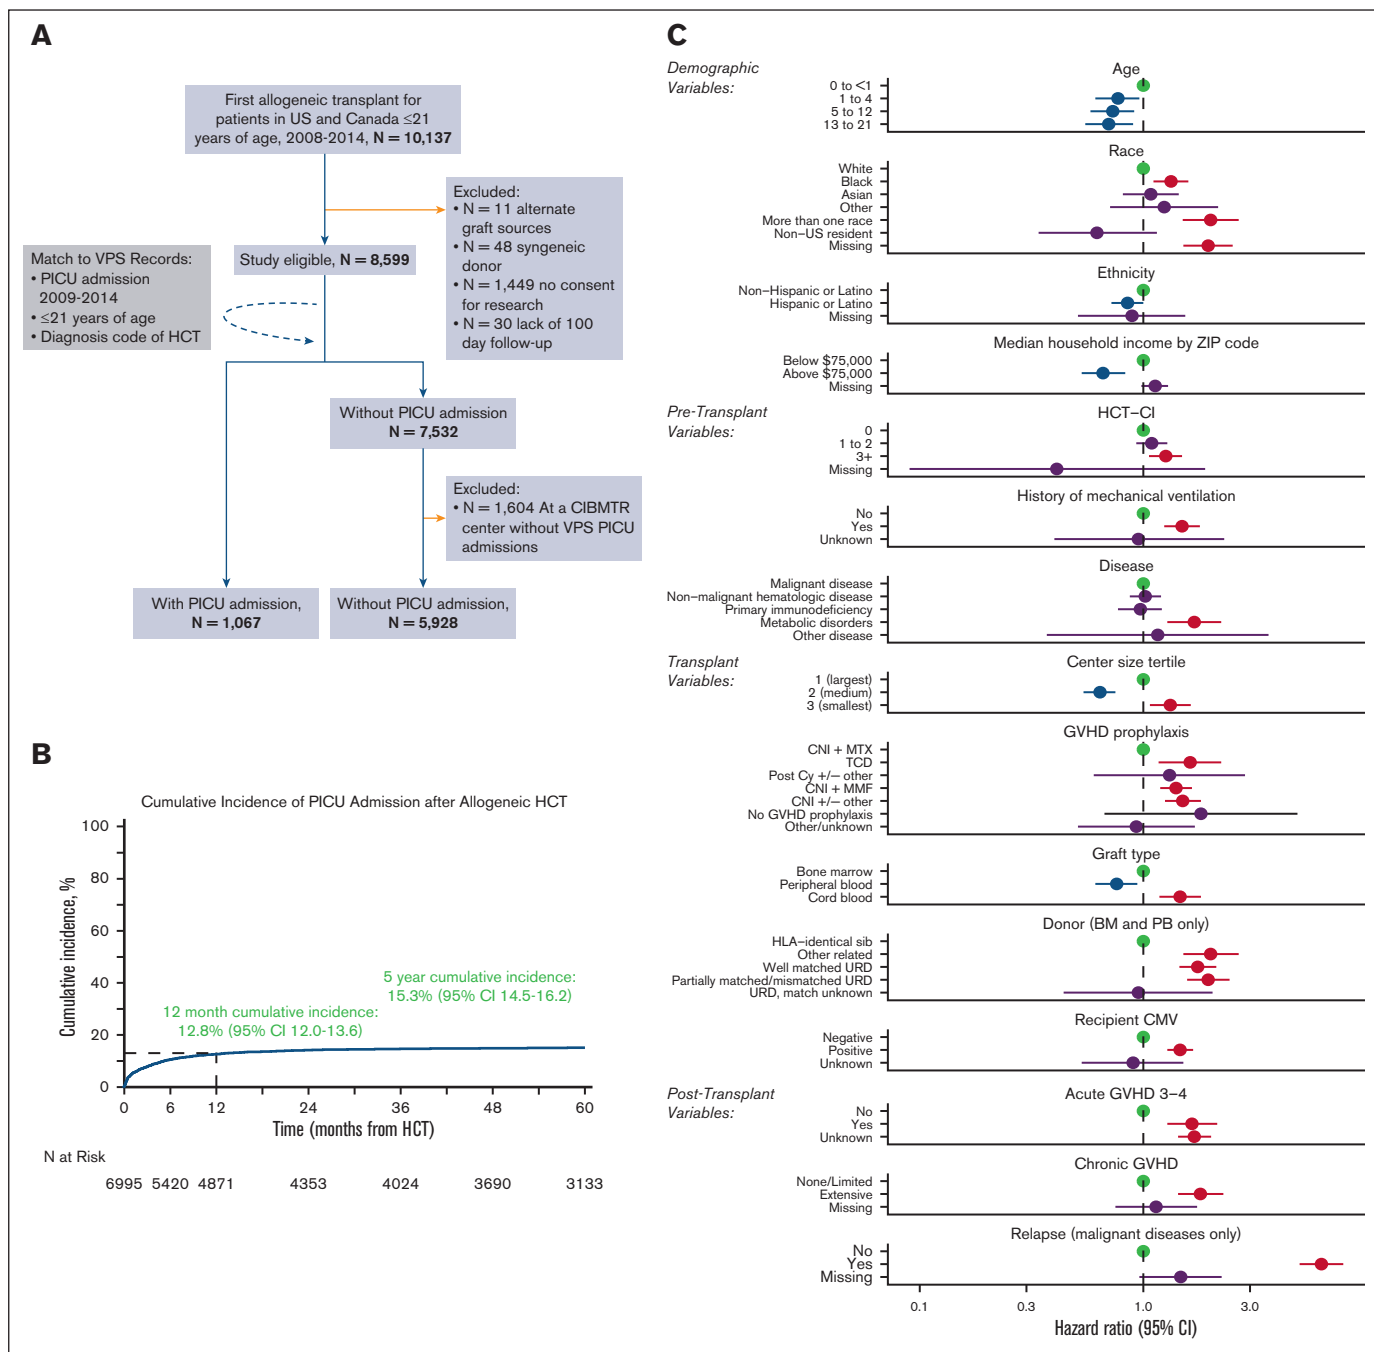 A
First allogeneic transplant for
patients in US and Canada ≤21
years of age, 2008-2014, N = 10,137
Excluded:
• N = 11 alternate
graft sources
• N = 48 syngeneic
donor
• N = 1,449 no consent
for research
• N = 30 lack of 100
day follow-up
Study eligible, N = 8,599
Match to VPS Records:
• PICU admission
2009-2014
• ≤21 years of age
• Diagnosis code of HCT
Without PICU admission
N = 7,532
Excluded:
• N = 1,604 At a CIBMTR
center without VPS PICU
admissions
With PICU admission,
N = 1,067
Without PICU admission,
N = 5,928
B
Cumulative Incidence of PICU Admission after Allogeneic HCT
Cumulative incidence, %
100
80
60
40
20
0
5 year cumulative incidence:
15.3% (95% CI 14.5-16.2)
12 month cumulative incidence:
12.8% (95% CI 12.0-13.6)
0 6 12 24 36 48 60
Time (months from HCT)
N at Risk
6995 5420 4871 4353 4024 3690 3133
C
Demographic
Variables:
Age
0 to <1
1 to 4
5 to 12
13 to 21
Race
White
Black
Asian
Other
More than one race
Non–US resident
Missing
Ethnicity
Non–Hispanic or Latino
Hispanic or Latino
Missing
Median household income by ZIP code
Below $75,000
Above $75,000
Missing
Pre-Transplant
Variables:
HCT–CI
0
1 to 2
3+
Missing
History of mechanical ventilation
No
Yes
Unknown
Disease
Malignant disease
Non–malignant hematologic disease
Primary immunodeficiency
Metabolic disorders
Other disease
Transplant
Variables:
Center size tertile
1 (largest)
2 (medium)
3 (smallest)
GVHD prophylaxis
CNI + MTX
TCD
Post Cy +/– other
CNI + MMF
CNI +/– other
No GVHD prophylaxis
Other/unknown
Graft type
Bone marrow
Peripheral blood
Cord blood
Donor (BM and PB only)
HLA–identical sib
Other related
Well matched URD
Partially matched/mismatched URD
URD, match unknown
Recipient CMV
Negative
Positive
Unknown
Post-Transplant
Variables:
Acute GVHD 3–4
No
Yes
Unknown
Chronic GVHD
None/Limited
Extensive
Missing
Relapse (malignant diseases only)
No
Yes
Missing
0.1 0.3 1.0 3.0
Hazard ratio (95% CI)